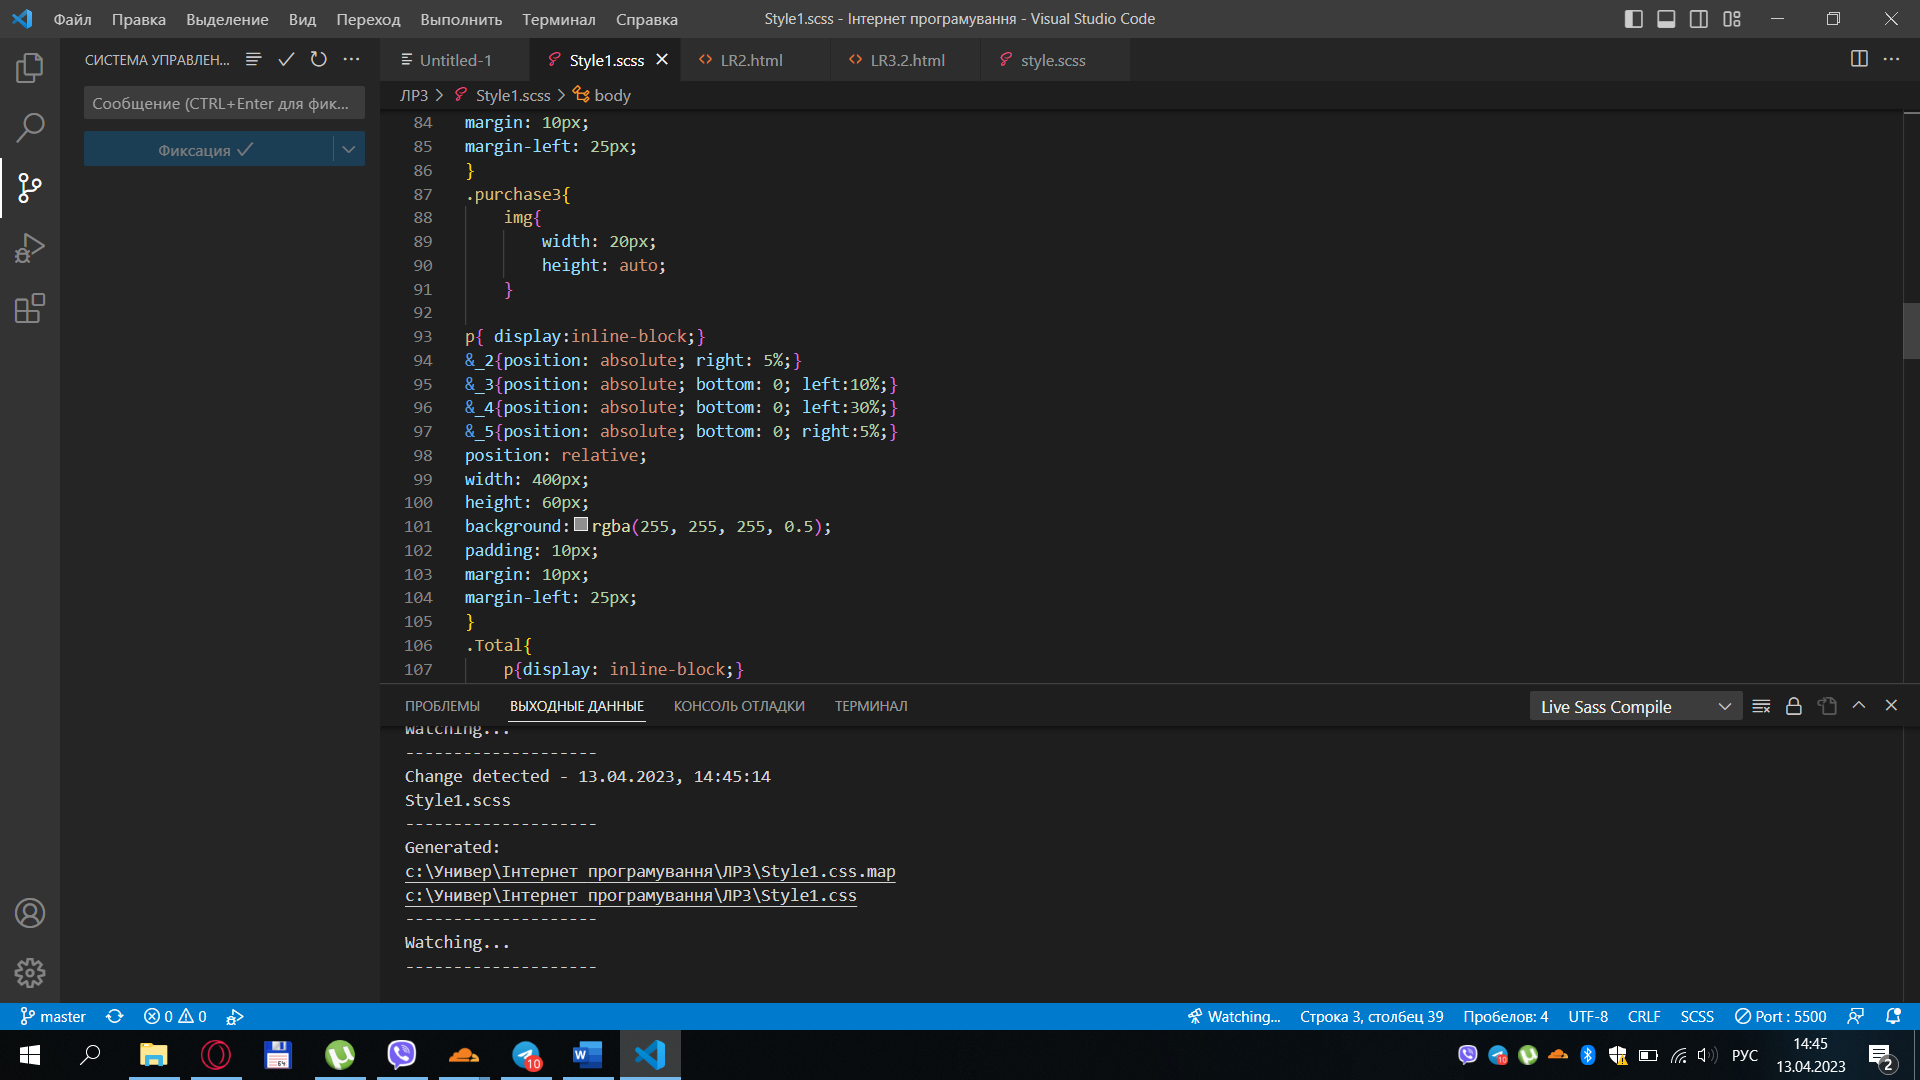 Файл Правка Выделение Вид Переход Выполнить Терминал Справка
Style1.scss - Інтернет програмування - Visual Studio Code
СИСТЕМА УПРАВЛЕН...
Untitled-1
Style1.scss
LR2.html
LR3.2.html
style.scss
Сообщение (CTRL+Enter для фик...
Фиксация
ЛР3 > Style1.scss > body
84 margin: 10px;
85 margin-left: 25px;
86 }
87 .purchase3{
88 img{
89 width: 20px;
90 height: auto;
91 }
92
93 p{ display:inline-block;}
94 &_2{position: absolute; right: 5%;}
95 &_3{position: absolute; bottom: 0; left:10%;}
96 &_4{position: absolute; bottom: 0; left:30%;}
97 &_5{position: absolute; bottom: 0; right:5%;}
98 position: relative;
99 width: 400px;
100 height: 60px;
101 background: rgba(255, 255, 255, 0.5);
102 padding: 10px;
103 margin: 10px;
104 margin-left: 25px;
105 }
106 .Total{
107 p{display: inline-block;}
ПРОБЛЕМЫ ВЫХОДНЫЕ ДАННЫЕ КОНСОЛЬ ОТЛАДКИ ТЕРМИНАЛ
Live Sass Compile
Watching...
--------------------
Change detected - 13.04.2023, 14:45:14
Style1.scss
--------------------
Generated:
c:\Универ\Інтернет програмування\ЛР3\Style1.css.map
c:\Универ\Інтернет програмування\ЛР3\Style1.css
--------------------
Watching...
--------------------
master 0 0
Watching... Строка 3, столбец 39 Пробелов: 4 UTF-8 CRLF SCSS Port : 5500
64
10
W
10
РУС
14:45
13.04.2023
2